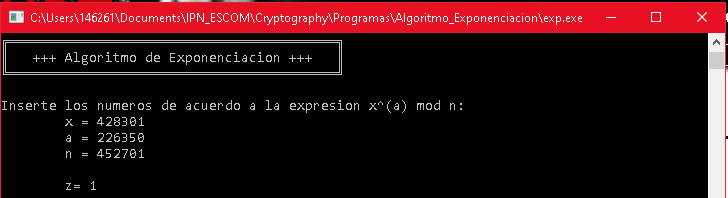 C:\Users\146261\Documents\IPN_ESCOM\Cryptography\Programas\Algoritmo_Exponenciacion\exp.exe
+++ Algoritmo de Exponenciacion +++
Inserte los numeros de acuerdo a la expresion x^(a) mod n:
x = 428301
a = 226350
n = 452701
z= 1